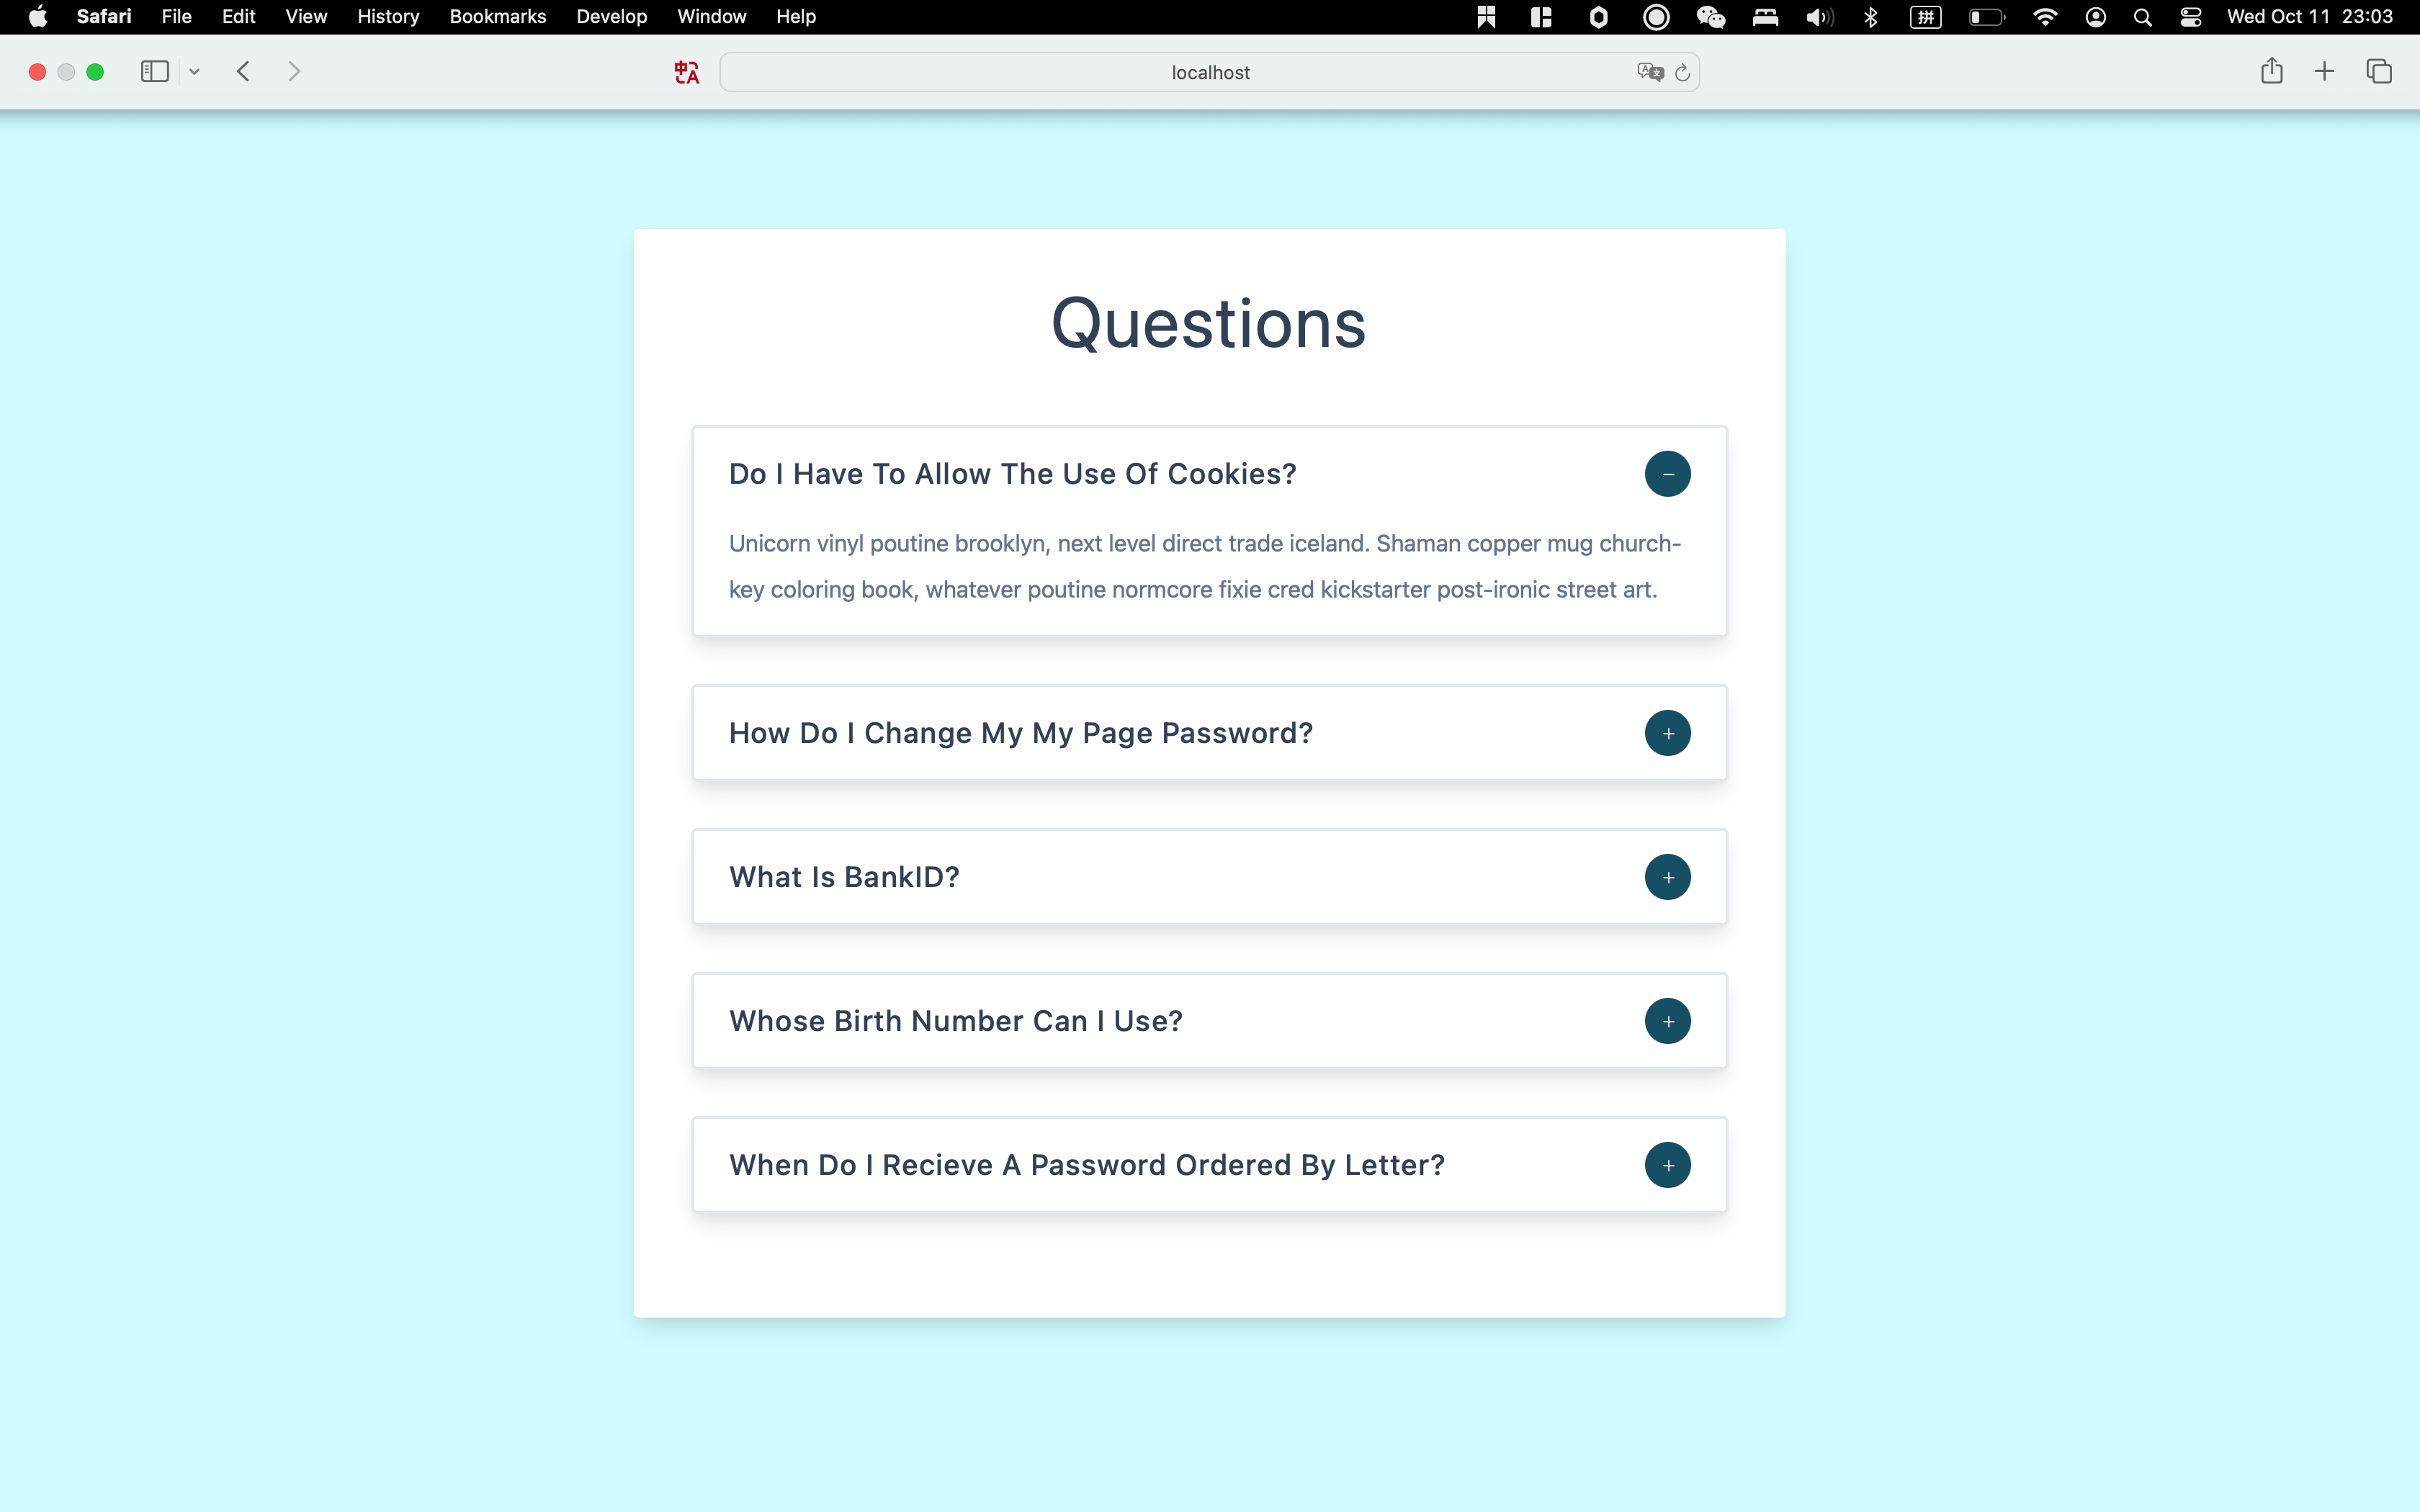 Safari File Edit View History Bookmarks Develop Window Help 拼 Wed Oct 11 23:03
localhost
Questions
Do I Have To Allow The Use Of Cookies?
Unicorn vinyl poutine brooklyn, next level direct trade iceland. Shaman copper mug church-
key coloring book, whatever poutine normcore fixie cred kickstarter post-ironic street art.
How Do I Change My My Page Password?
What Is BankID?
Whose Birth Number Can I Use?
When Do I Recieve A Password Ordered By Letter?